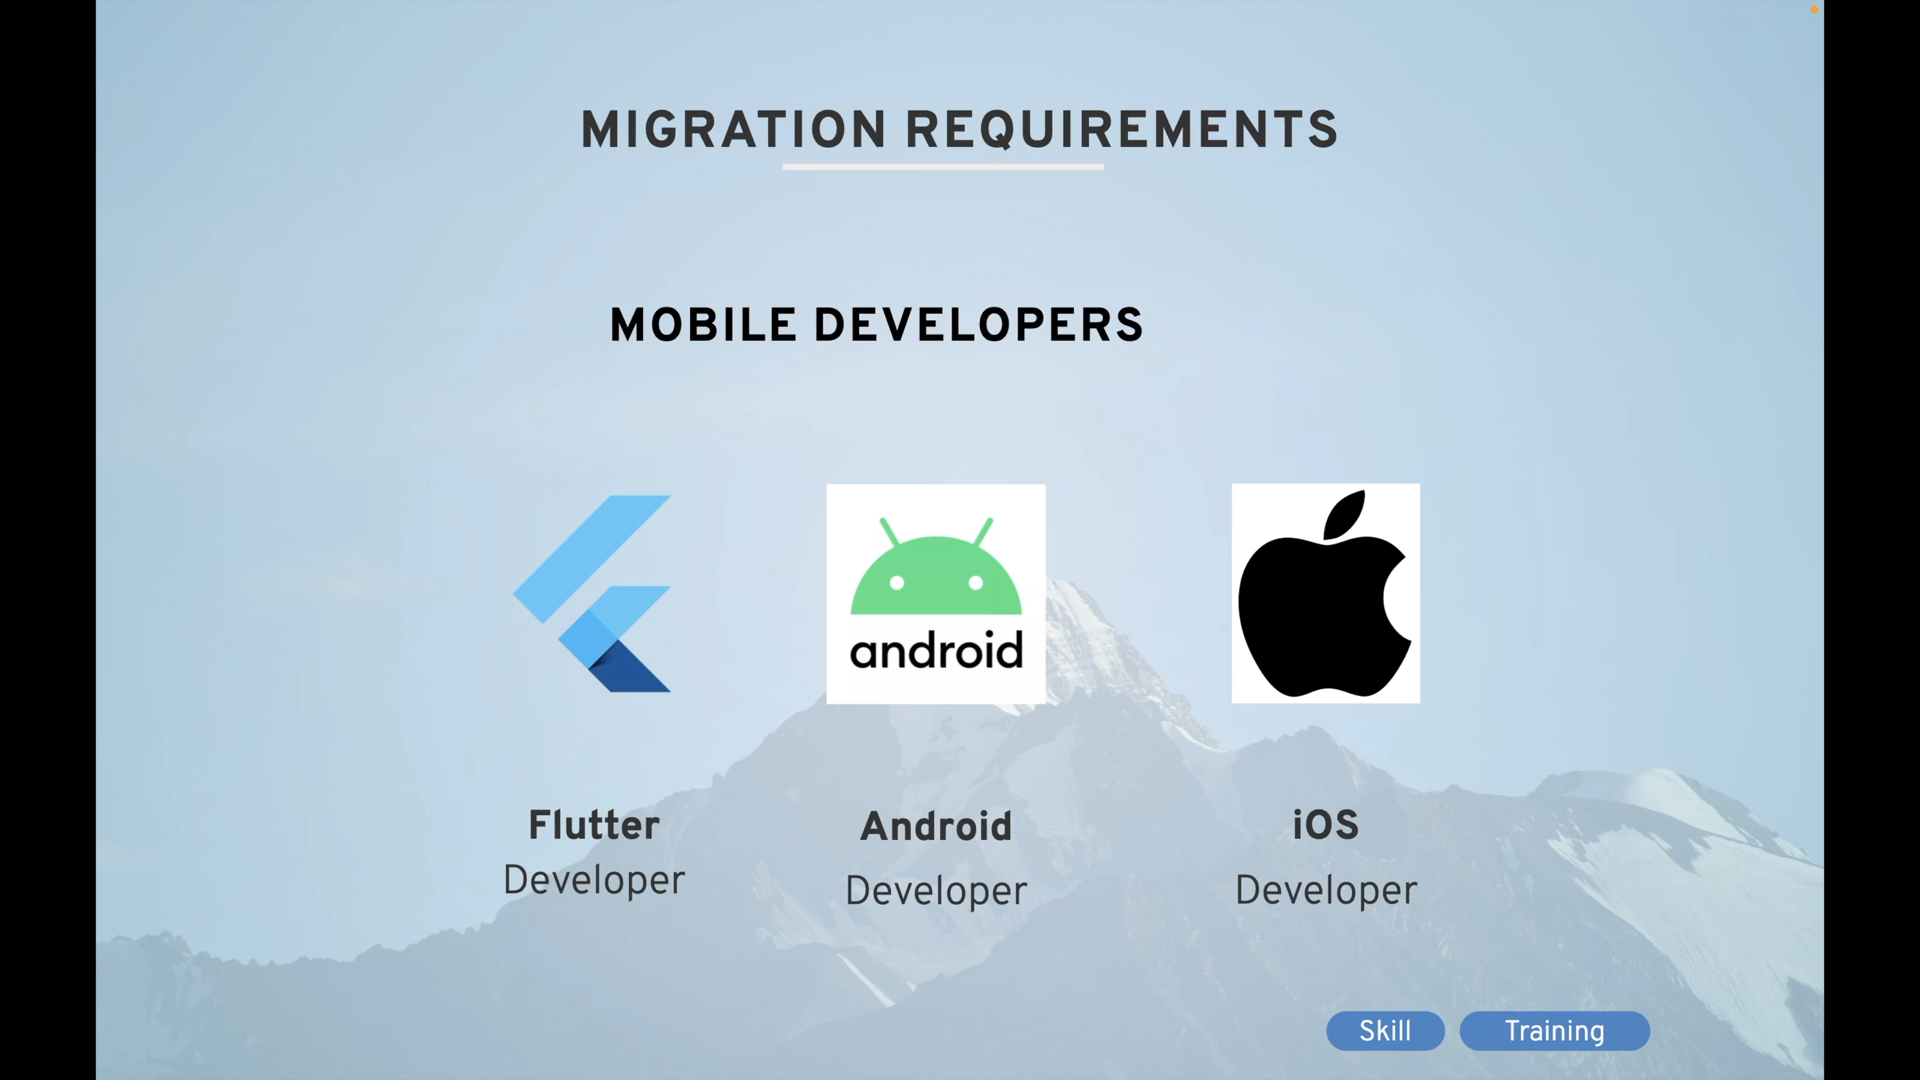 MIGRATION REQUIREMENTS
MOBILE DEVELOPERS
android
Flutter
Developer
Android
Developer
iOS
Developer
Skill
Training